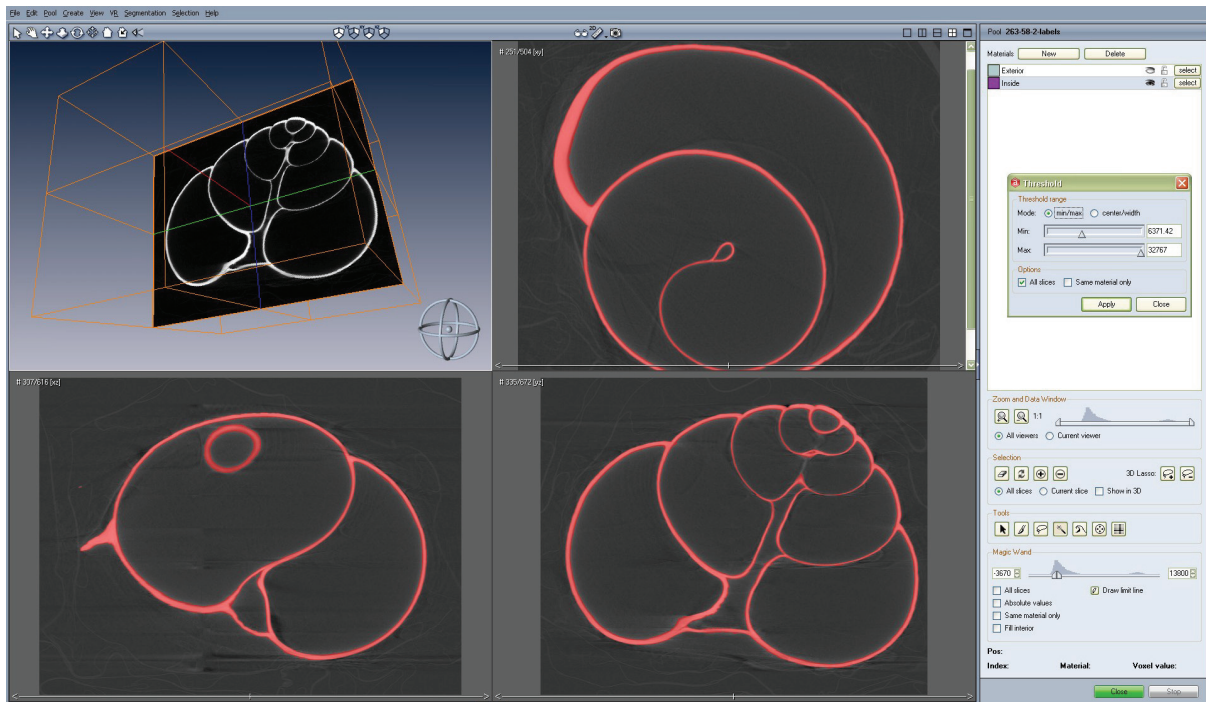 File Edit Pool Create View VR Segmentation Selection Help
2D
# 251/504 [xy]
# 337/616 [xz]
# 335/672 [yz]
Pool 263-58-2-labels
Materials New Delete
Exterior select
Inside select
Threshold
Threshold range
Mode: min/max center/width
Min: 6371.42
Max: 32767
Options
All slices Same material only
Apply Close
Zoom and Data Window
1:1
All viewers Current viewer
Selection
3D Lasso:
All slices Current slice Show in 3D
Tools
Magic Wand
-3670 13800
All slices Draw limit line
Absolute values
Same material only
Fill interior
Pos:
Index: Material: Voxel value:
Close Stop